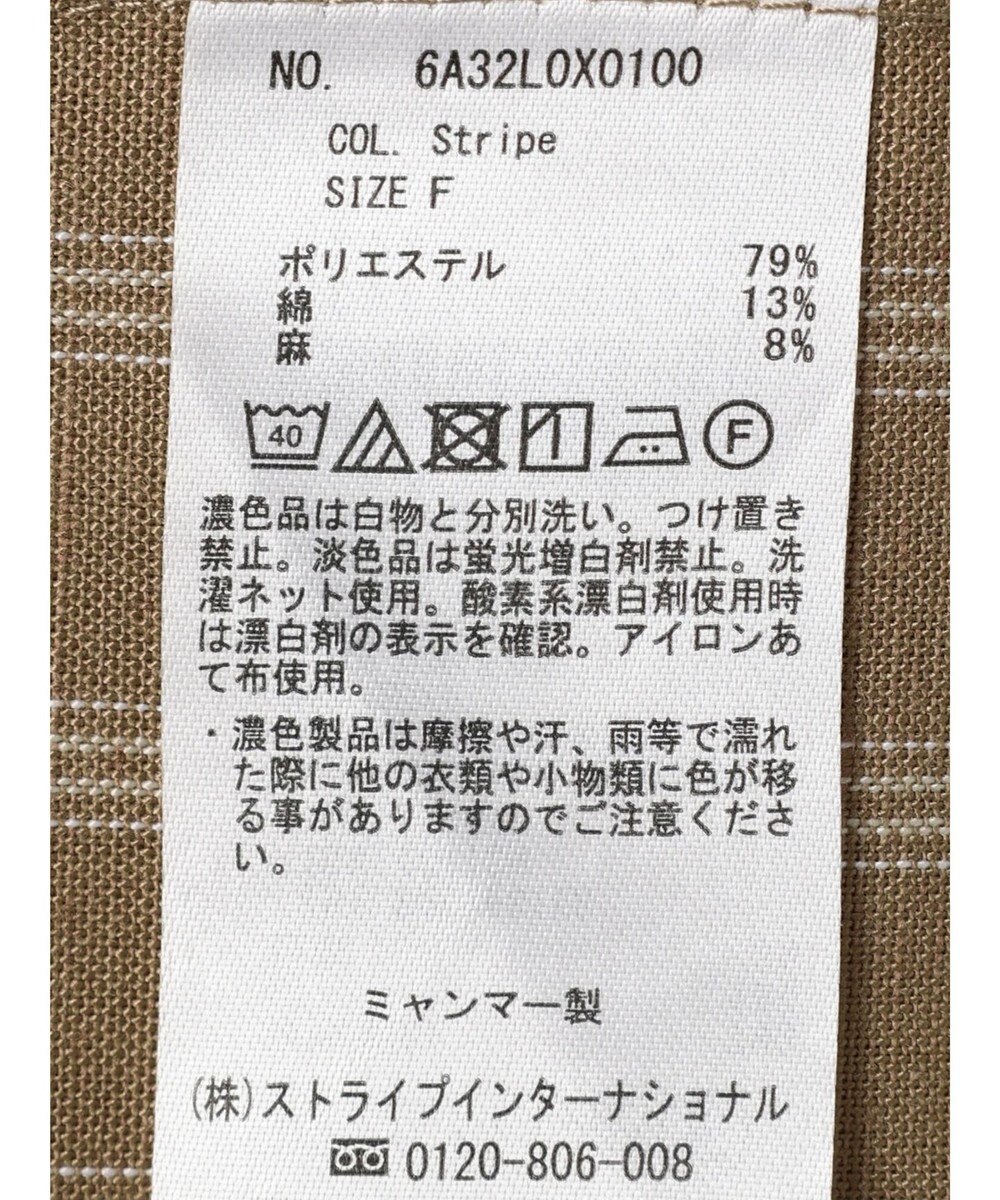 NO. 6A32L0X0100
COL. Stripe
SIZE F
ポリエステル 79%
綿 13%
麻 8%
40 F
濃色品は白物と分別洗い。つけ置き
禁止。淡色品は蛍光増白剤禁止。洗
濯ネット使用。酸素系漂白剤使用時
は漂白剤の表示を確認。アイロンあ
て布使用。
・濃色製品は摩擦や汗、雨等で濡れ
た際に他の衣類や小物類に色が移
る事がありますのでご注意くださ
い。
ミャンマー製
(株)ストライプインターナショナル
0120-806-008